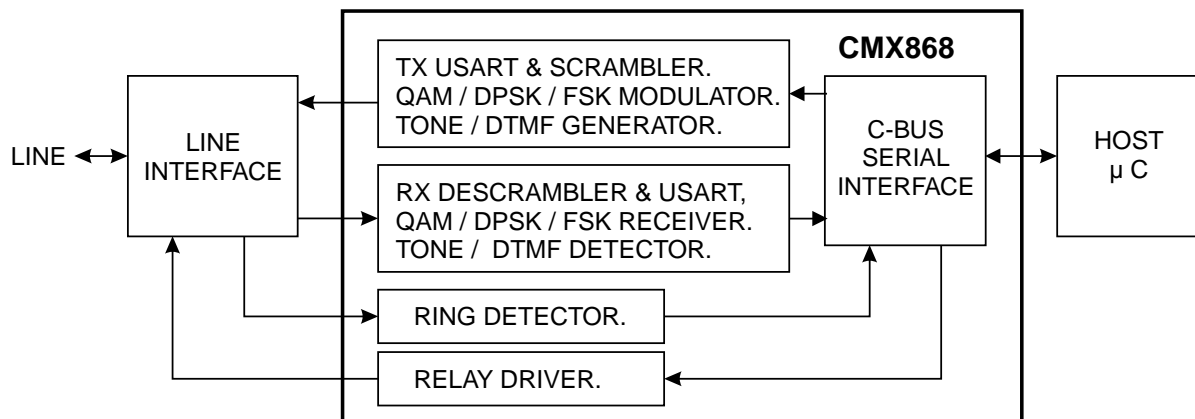 CMX868
TX USART & SCRAMBLER.
QAM / DPSK / FSK MODULATOR.
TONE / DTMF GENERATOR.
LINE
LINE
INTERFACE
C-BUS
SERIAL
INTERFACE
HOST
µ C
RX DESCRAMBLER & USART,
QAM / DPSK / FSK RECEIVER.
TONE / DTMF DETECTOR.
RING DETECTOR.
RELAY DRIVER.